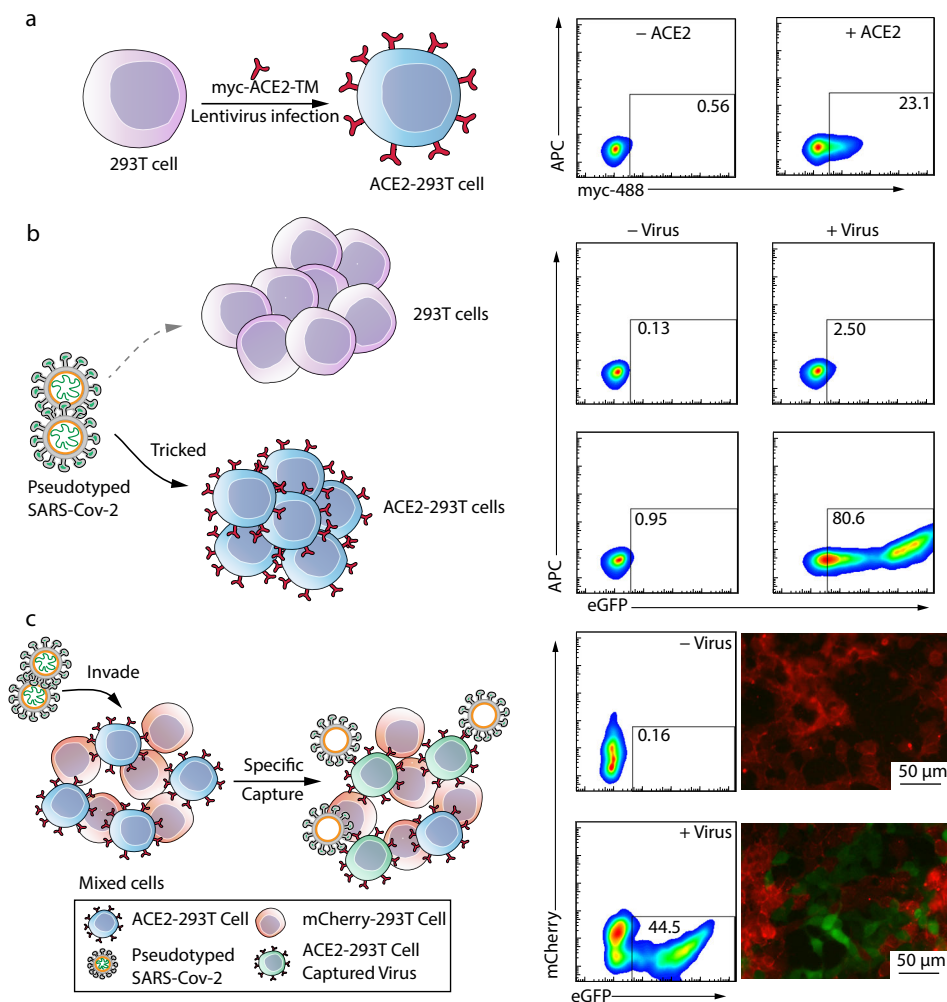 a
293T cell
myc-ACE2-TM
Lentivirus infection
ACE2-293T cell
− ACE2
0.56
+ ACE2
23.1
APC
myc-488
b
293T cells
Pseudotyped
SARS-Cov-2
Tricked
ACE2-293T cells
− Virus
0.13
+ Virus
2.50
0.95
80.6
APC
eGFP
c
Invade
Specific
Capture
Mixed cells
ACE2-293T Cell
mCherry-293T Cell
Pseudotyped
SARS-Cov-2
ACE2-293T Cell
Captured Virus
− Virus
0.16
50 µm
+ Virus
44.5
50 µm
mCherry
eGFP